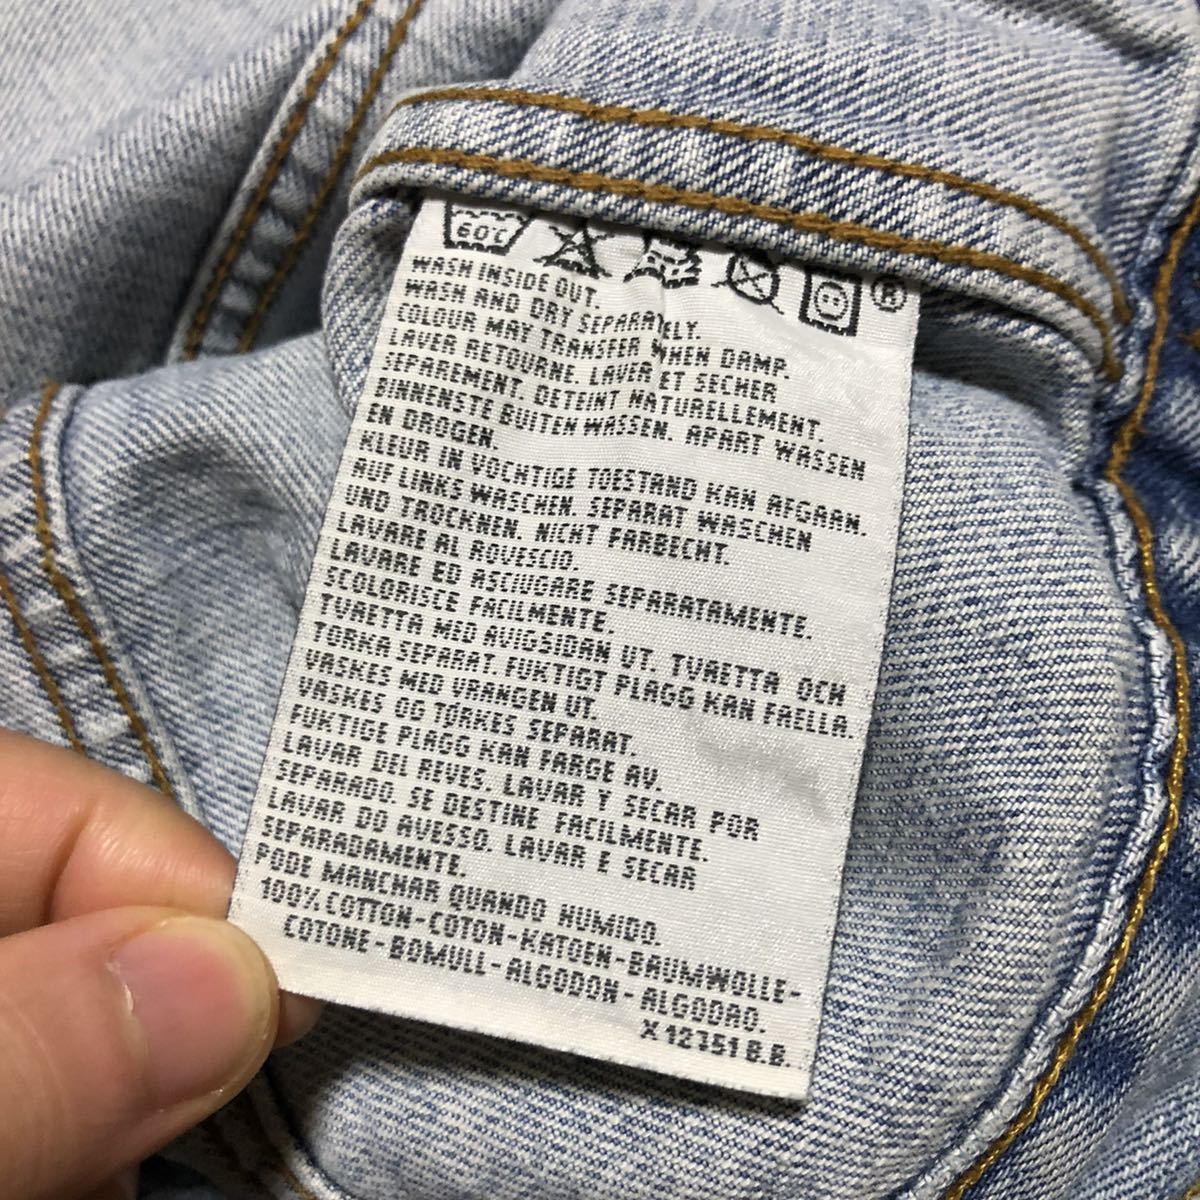 60°C
®
WASH INSIDE OUT.
WASH AND DRY SEPARATELY.
COLOUR MAY TRANSFER WHEN DAMP.
LAVER RETOURNE. LAVER ET SECHER
SEPAREMENT. DETEINT NATURELLEMENT.
BINNENSTE BUITEN WASSEN. APART WASSEN
EN DROGEN.
KLEUR IN VOCHTIGE TOESTAND KAN AFGAAN.
AUF LINKS WASCHEN. SEPARAT WASCHEN
UND TROCKNEN. NICHT FARBECHT.
LAVARE AL ROVESCIO.
LAVARE ED ASCIUGARE SEPARATAMENTE.
SCOLORISCE FACILMENTE.
TVAETTA MED AVIGSIDAN UT. TVAETTA OCH
TORKA SEPARAT. FUKTIGT PLAGG KAN FAELLA.
VASKES MED VRANGEN UT.
VASKES OG TØRKES SEPARAT.
FUKTIGE PLAGG KAN FARGE AV.
LAVAR DEL REVES. LAVAR Y SECAR POR
SEPARADO. SE DESTINE FACILMENTE.
LAVAR DO AVESSO. LAVAR E SECAR
SEPARADAMENTE.
PODE MANCHAR QUANDO HUMIDO.
100% COTTON-COTON-KATOEN-BAUMWOLLE-
COTONE-BOMULL-ALGODON-ALGODAO.
X12351 B.B.